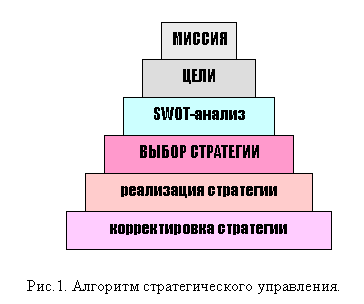 МИССИЯ
ЦЕЛИ
SWOT-анализ
ВЫБОР СТРАТЕГИИ
реализация стратегии
корректировка стратегии
Рис.1. Алгоритм стратегического управления.